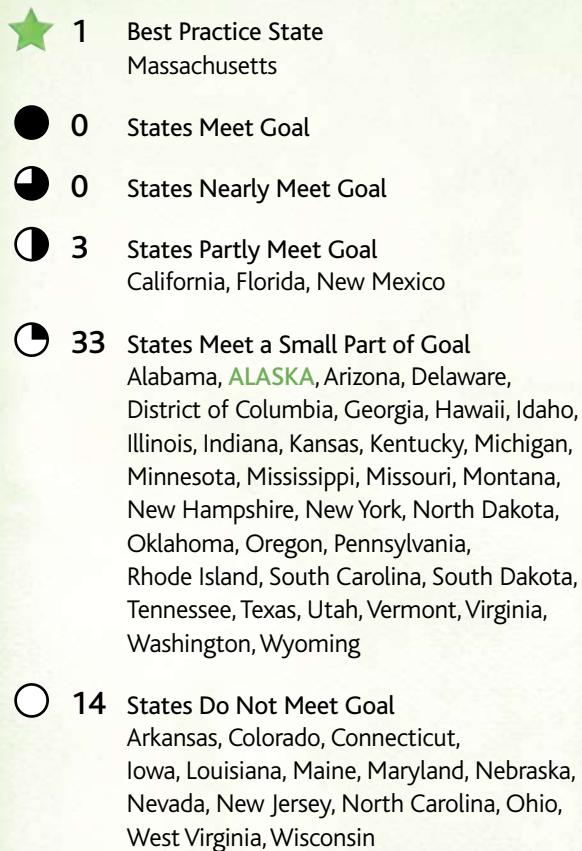 1 Best Practice State
Massachusetts
0 States Meet Goal
0 States Nearly Meet Goal
3 States Partly Meet Goal
California, Florida, New Mexico
33 States Meet a Small Part of Goal
Alabama, ALASKA, Arizona, Delaware,
District of Columbia, Georgia, Hawaii, Idaho,
Illinois, Indiana, Kansas, Kentucky, Michigan,
Minnesota, Mississippi, Missouri, Montana,
New Hampshire, New York, North Dakota,
Oklahoma, Oregon, Pennsylvania,
Rhode Island, South Carolina, South Dakota,
Tennessee, Texas, Utah, Vermont, Virginia,
Washington, Wyoming
14 States Do Not Meet Goal
Arkansas, Colorado, Connecticut,
Iowa, Louisiana, Maine, Maryland, Nebraska,
Nevada, New Jersey, North Carolina, Ohio,
West Virginia, Wisconsin